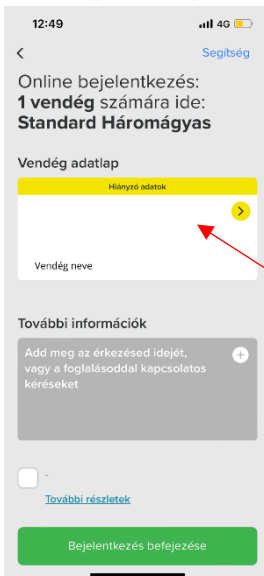 12:49
4G
Segítség
Online bejelentkezés:
1 vendég számára ide:
Standard Háromágyas
Vendég adatlap
Hiányzó adatok
Vendég neve
További információk
Add meg az érkezésed idejét,
vagy a foglalásoddal kapcsolatos
kéréseket
-
További részletek
Bejelentkezés befejezése